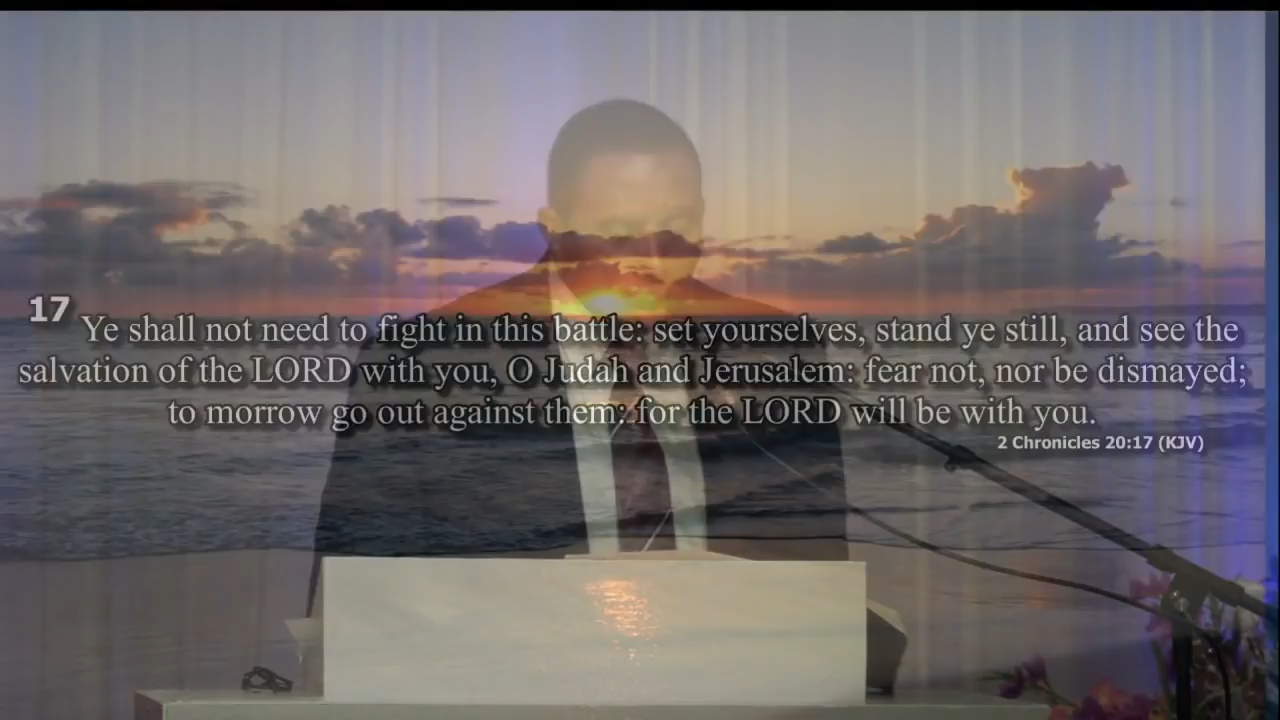 17
Ye shall not need to fight in this battle: set yourselves, stand ye still, and see the
salvation of the LORD with you, O Judah and Jerusalem: fear not, nor be dismayed;
to morrow go out against them: for the LORD will be with you.
2 Chronicles 20:17 (KJV)